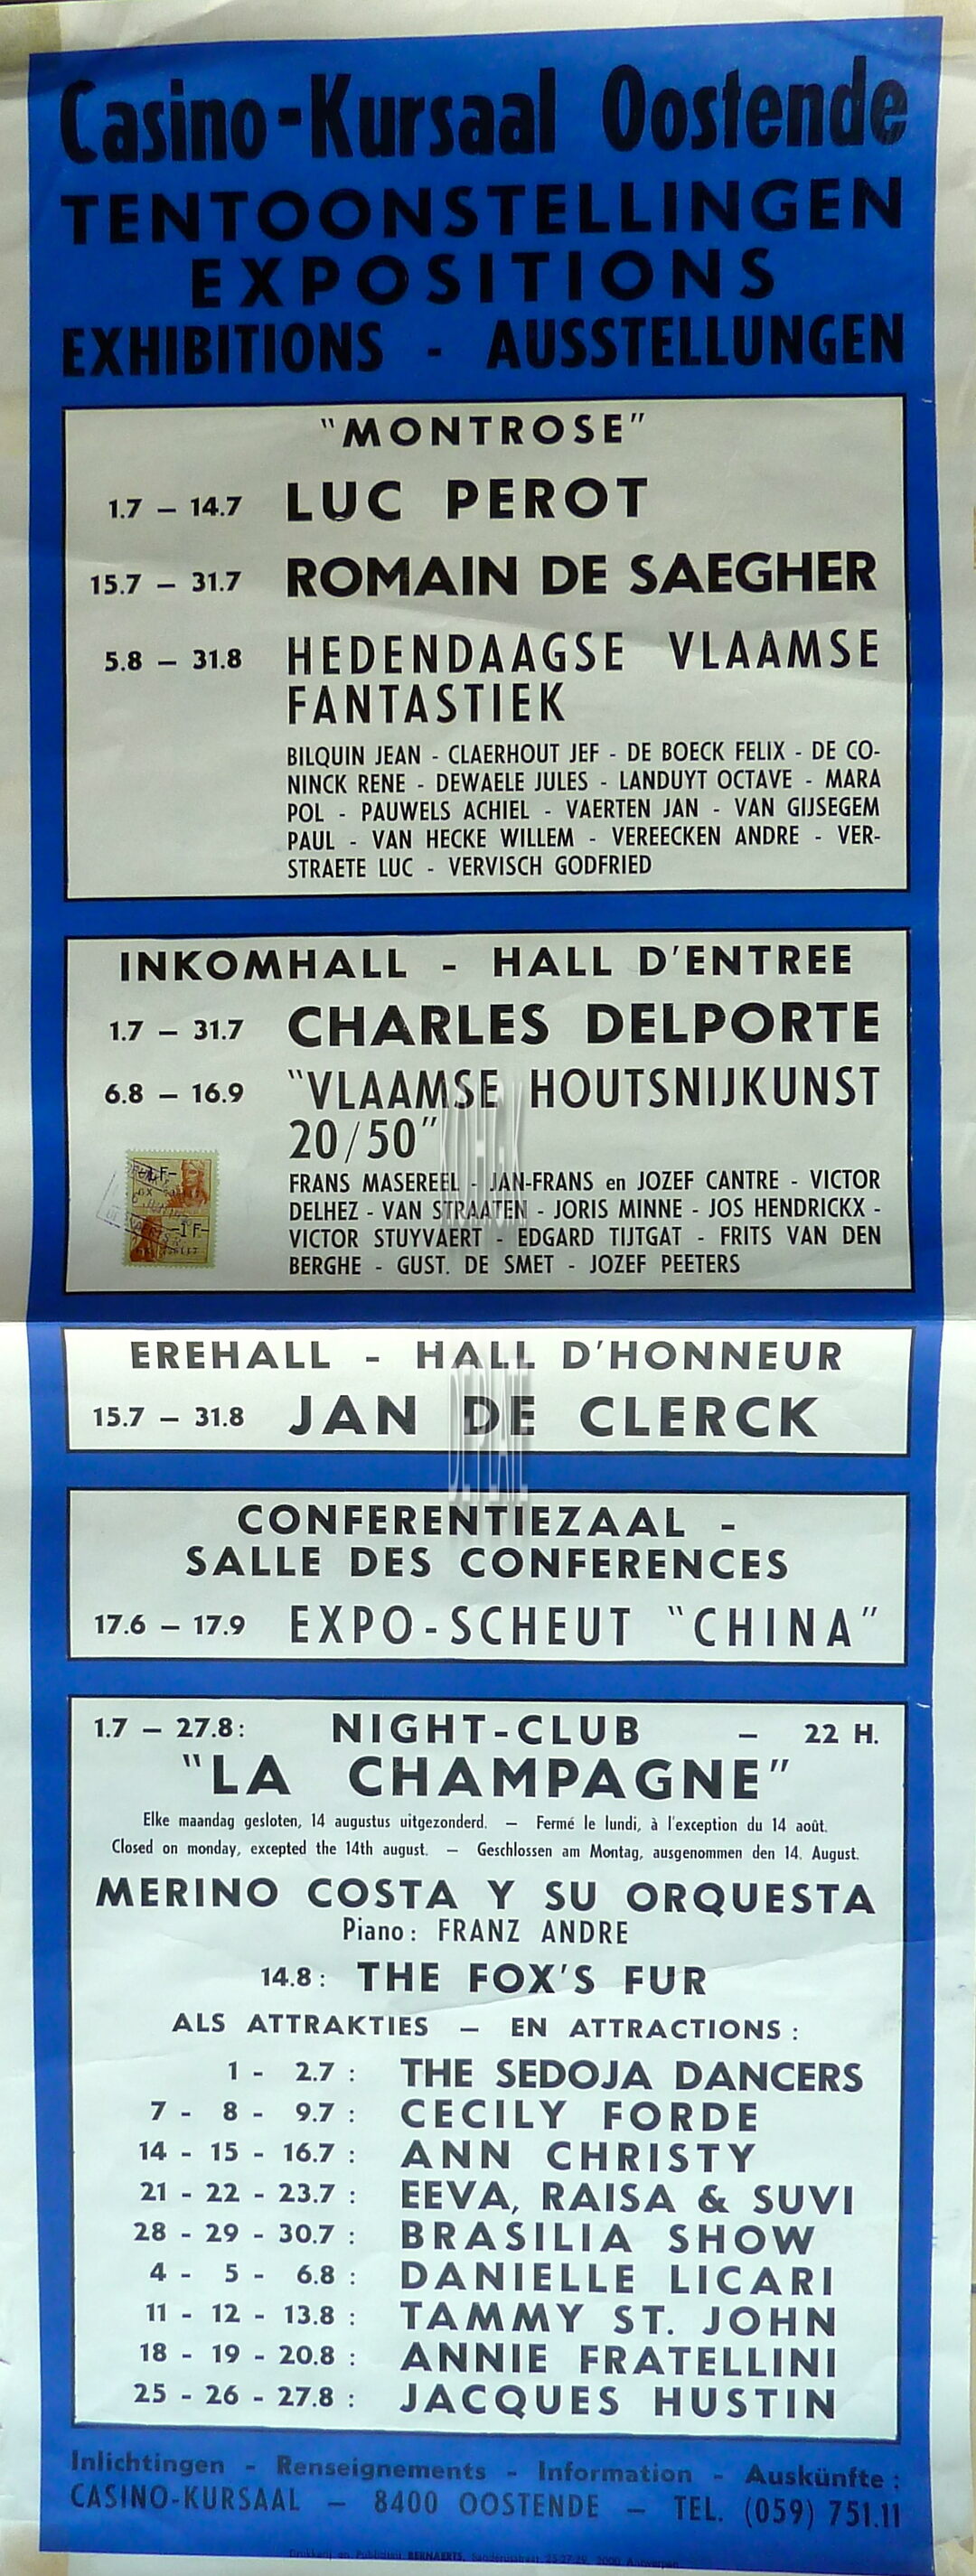 Casino-Kursaal Oostende
TENTOONSTELLINGEN
EXPOSITIONS
EXHIBITIONS - AUSSTELLUNGEN
"MONTROSE"
1.7 – 14.7 LUC PEROT
15.7 – 31.7 ROMAIN DE SAEGHER
5.8 – 31.8 HEDENDAAGSE VLAAMSE
FANTASTIEK
BILQUIN JEAN - CLAERHOUT JEF - DE BOECK FELIX - DE CO-
NINCK RENE - DEWAELE JULES - LANDUYT OCTAVE - MARA
POL - PAUWELS ACHIEL - VAERTEN JAN - VAN GIJSEGEM
PAUL - VAN HECKE WILLEM - VEREECKEN ANDRE - VER-
STRAETE LUC - VERVISCH GODFRIED
INKOMHALL - HALL D'ENTREE
1.7 – 31.7 CHARLES DELPORTE
6.8 – 16.9 "VLAAMSE HOUTSNIJKUNST
20/50"
FRANS MASEREEL - JAN-FRANS en JOZEF CANTRE - VICTOR
DELHEZ - VAN STRAATEN - JORIS MINNE - JOS HENDRICKX -
VICTOR STUYVAERT - EDGARD TIJTGAT - FRITS VAN DEN
BERGHE - GUST. DE SMET - JOZEF PEETERS
1 F-
-1 F-
EREHALL - HALL D'HONNEUR
15.7 – 31.8 JAN DE CLERCK
CONFERENTIEZAAL -
SALLE DES CONFERENCES
17.6 – 17.9 EXPO-SCHEUT "CHINA"
1.7 – 27.8: NIGHT-CLUB – 22 H.
"LA CHAMPAGNE"
Elke maandag gesloten, 14 augustus uitgezonderd. — Fermé le lundi, à l'exception du 14 août.
Closed on monday, excepted the 14th august. — Geschlossen am Montag, ausgenommen den 14. August.
MERINO COSTA Y SU ORQUESTA
Piano: FRANZ ANDRE
14.8: THE FOX'S FUR
ALS ATTRAKTIES – EN ATTRACTIONS:
1 - 2.7 : THE SEDOJA DANCERS
7 - 8 - 9.7 : CECILY FORDE
14 - 15 - 16.7 : ANN CHRISTY
21 - 22 - 23.7 : EEVA, RAISA & SUVI
28 - 29 - 30.7 : BRASILIA SHOW
4 - 5 - 6.8 : DANIELLE LICARI
11 - 12 - 13.8 : TAMMY ST. JOHN
18 - 19 - 20.8 : ANNIE FRATELLINI
25 - 26 - 27.8 : JACQUES HUSTIN
Inlichtingen - Renseignements - Information - Auskünfte:
CASINO-KURSAAL – 8400 OOSTENDE – TEL. (059) 751.11
Drukkerij en Publiciteit BERNAERTS,